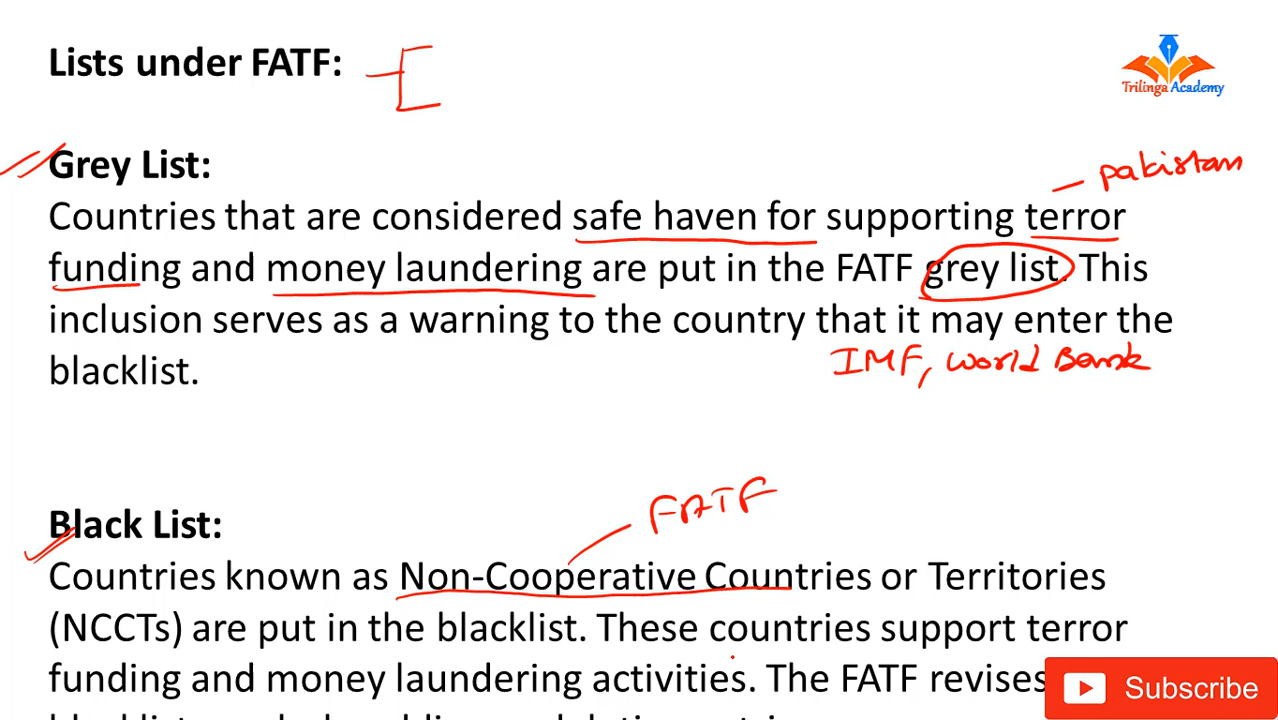 Lists under FATF:
Trilinga Academy
Grey List:
pakistan
Countries that are considered safe haven for supporting terror
funding and money laundering are put in the FATF grey list. This
inclusion serves as a warning to the country that it may enter the
blacklist.
IMF, World Bank
FATF
Black List:
Countries known as Non-Cooperative Countries or Territories
(NCCTs) are put in the blacklist. These countries support terror
funding and money laundering activities. The FATF revises
Subscribe